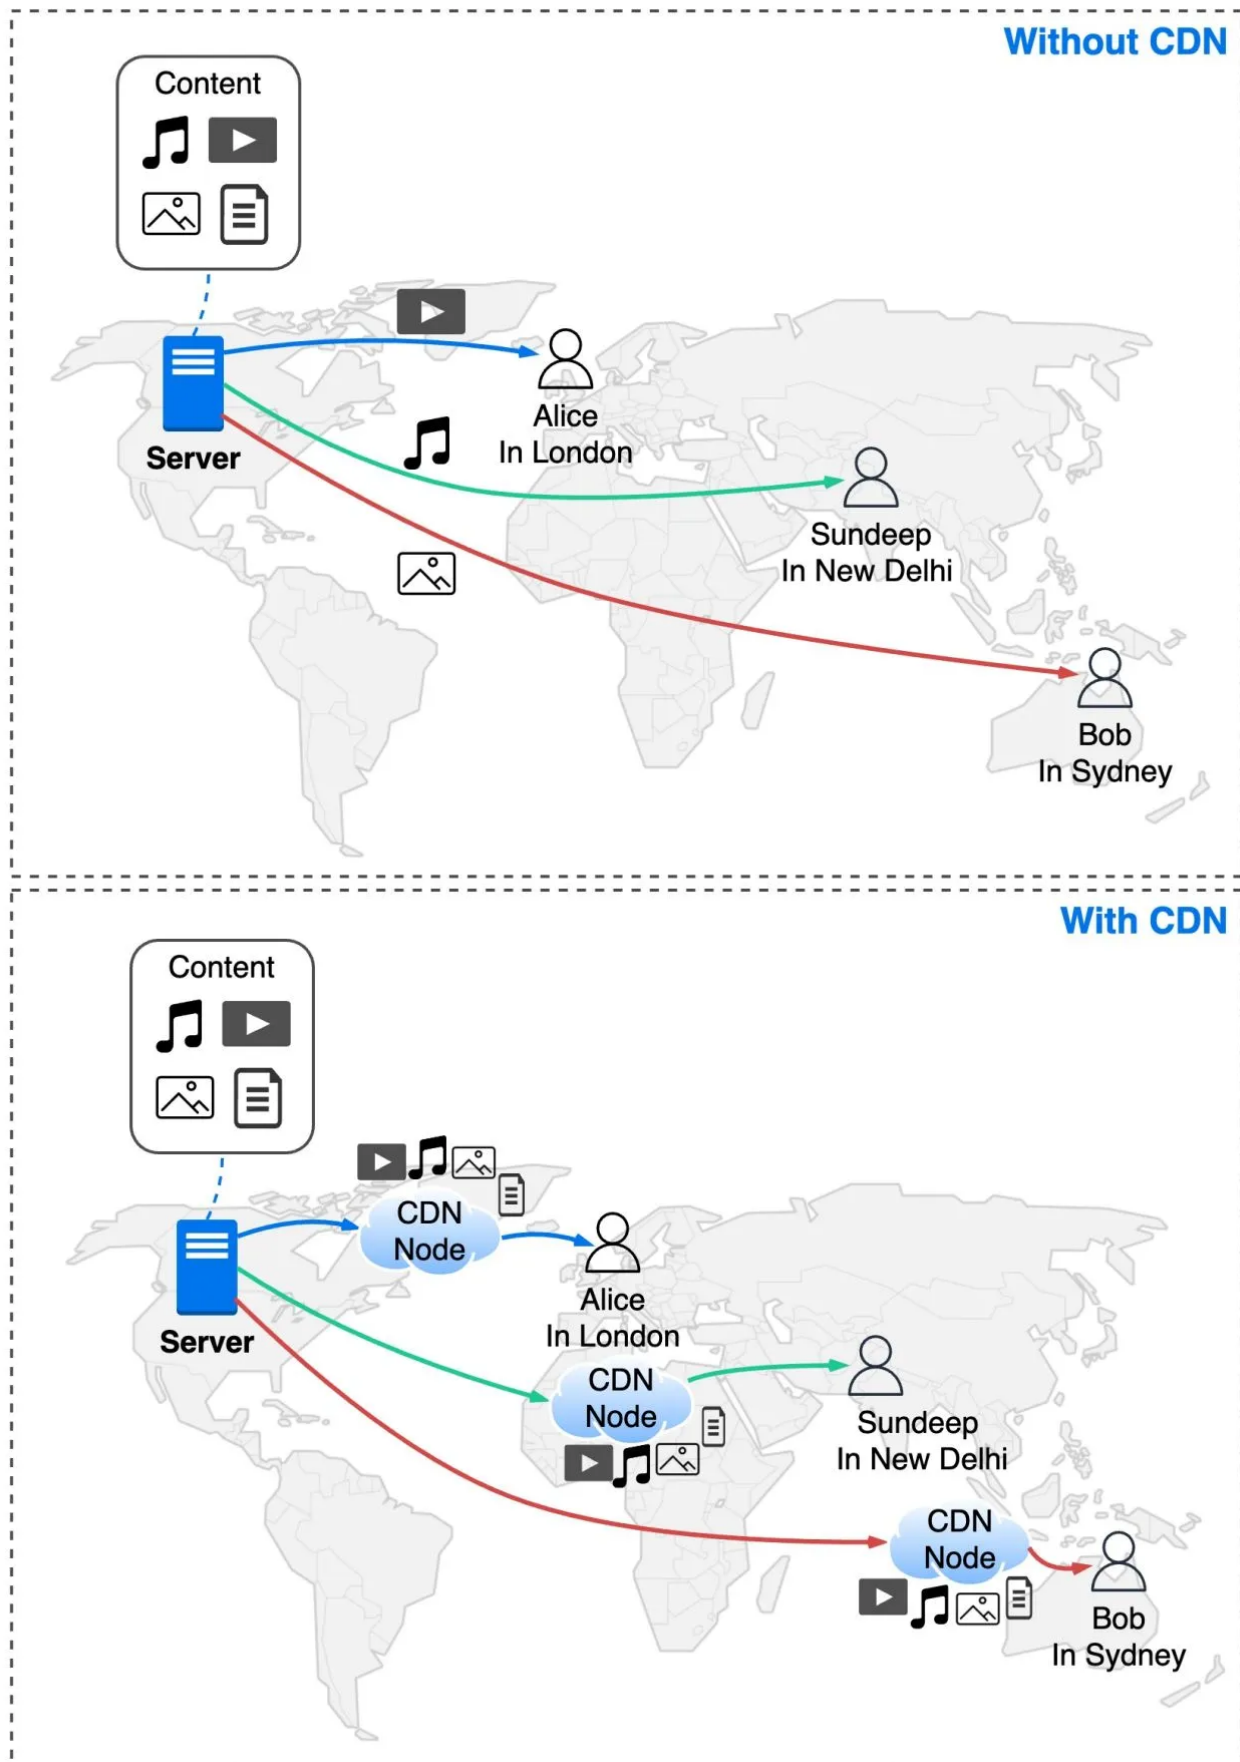 Without CDN
Content
Server
Alice
In London
Sundeep
In New Delhi
Bob
In Sydney
With CDN
Content
CDN
Node
Server
Alice
In London
CDN
Node
Sundeep
In New Delhi
CDN
Node
Bob
In Sydney